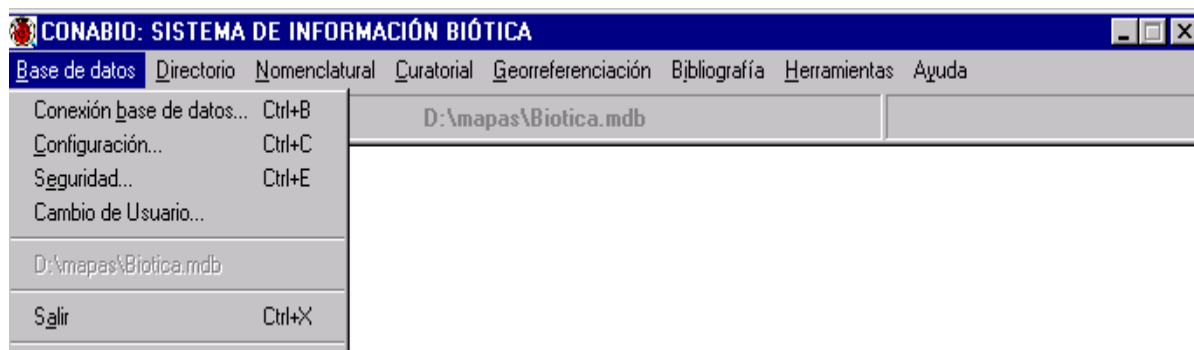 CONABIO: SISTEMA DE INFORMACIÓN BIÓTICA
Base de datos Directorio Nomenclatural Curatorial Georreferenciación Bibliografía Herramientas Ayuda
Conexión base de datos... Ctrl+B
D:\mapas\Biotica.mdb
Configuración... Ctrl+C
Seguridad... Ctrl+E
Cambio de Usuario...
D:\mapas\Biotica.mdb
Salir Ctrl+X